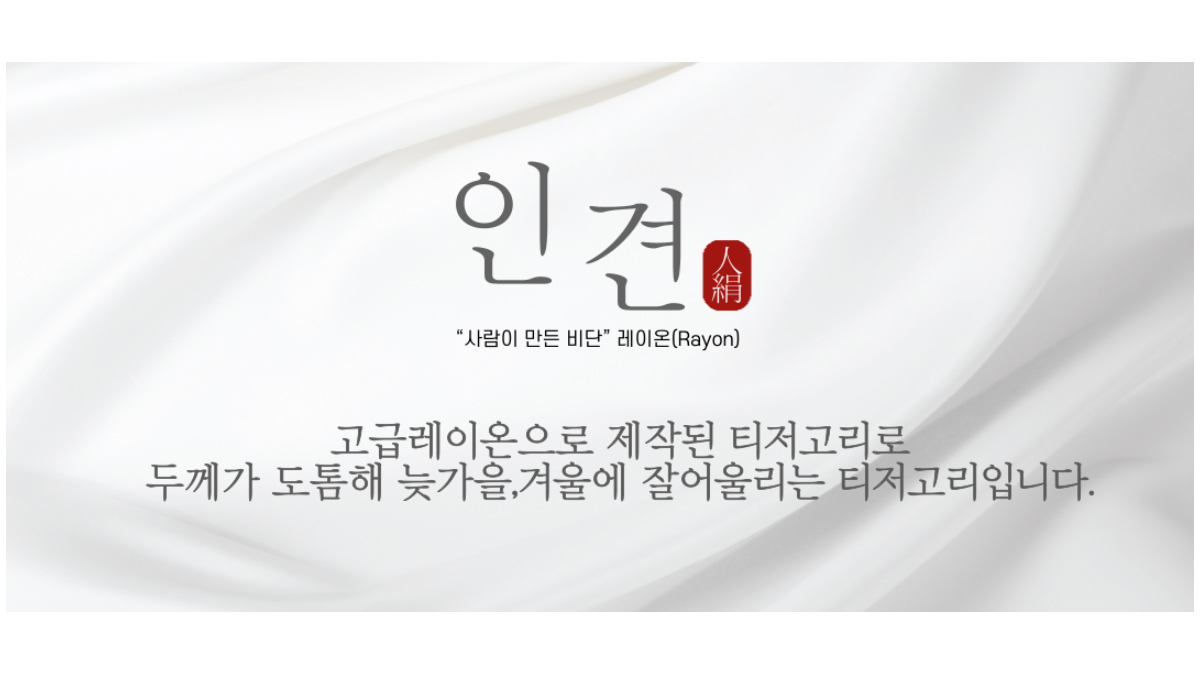 인견
人絹
“사람이 만든 비단” 레이온(Rayon)
고급레이온으로 제작된 티저고리로
두께가 도톰해 늦가을,겨울에 잘어울리는 티저고리입니다.